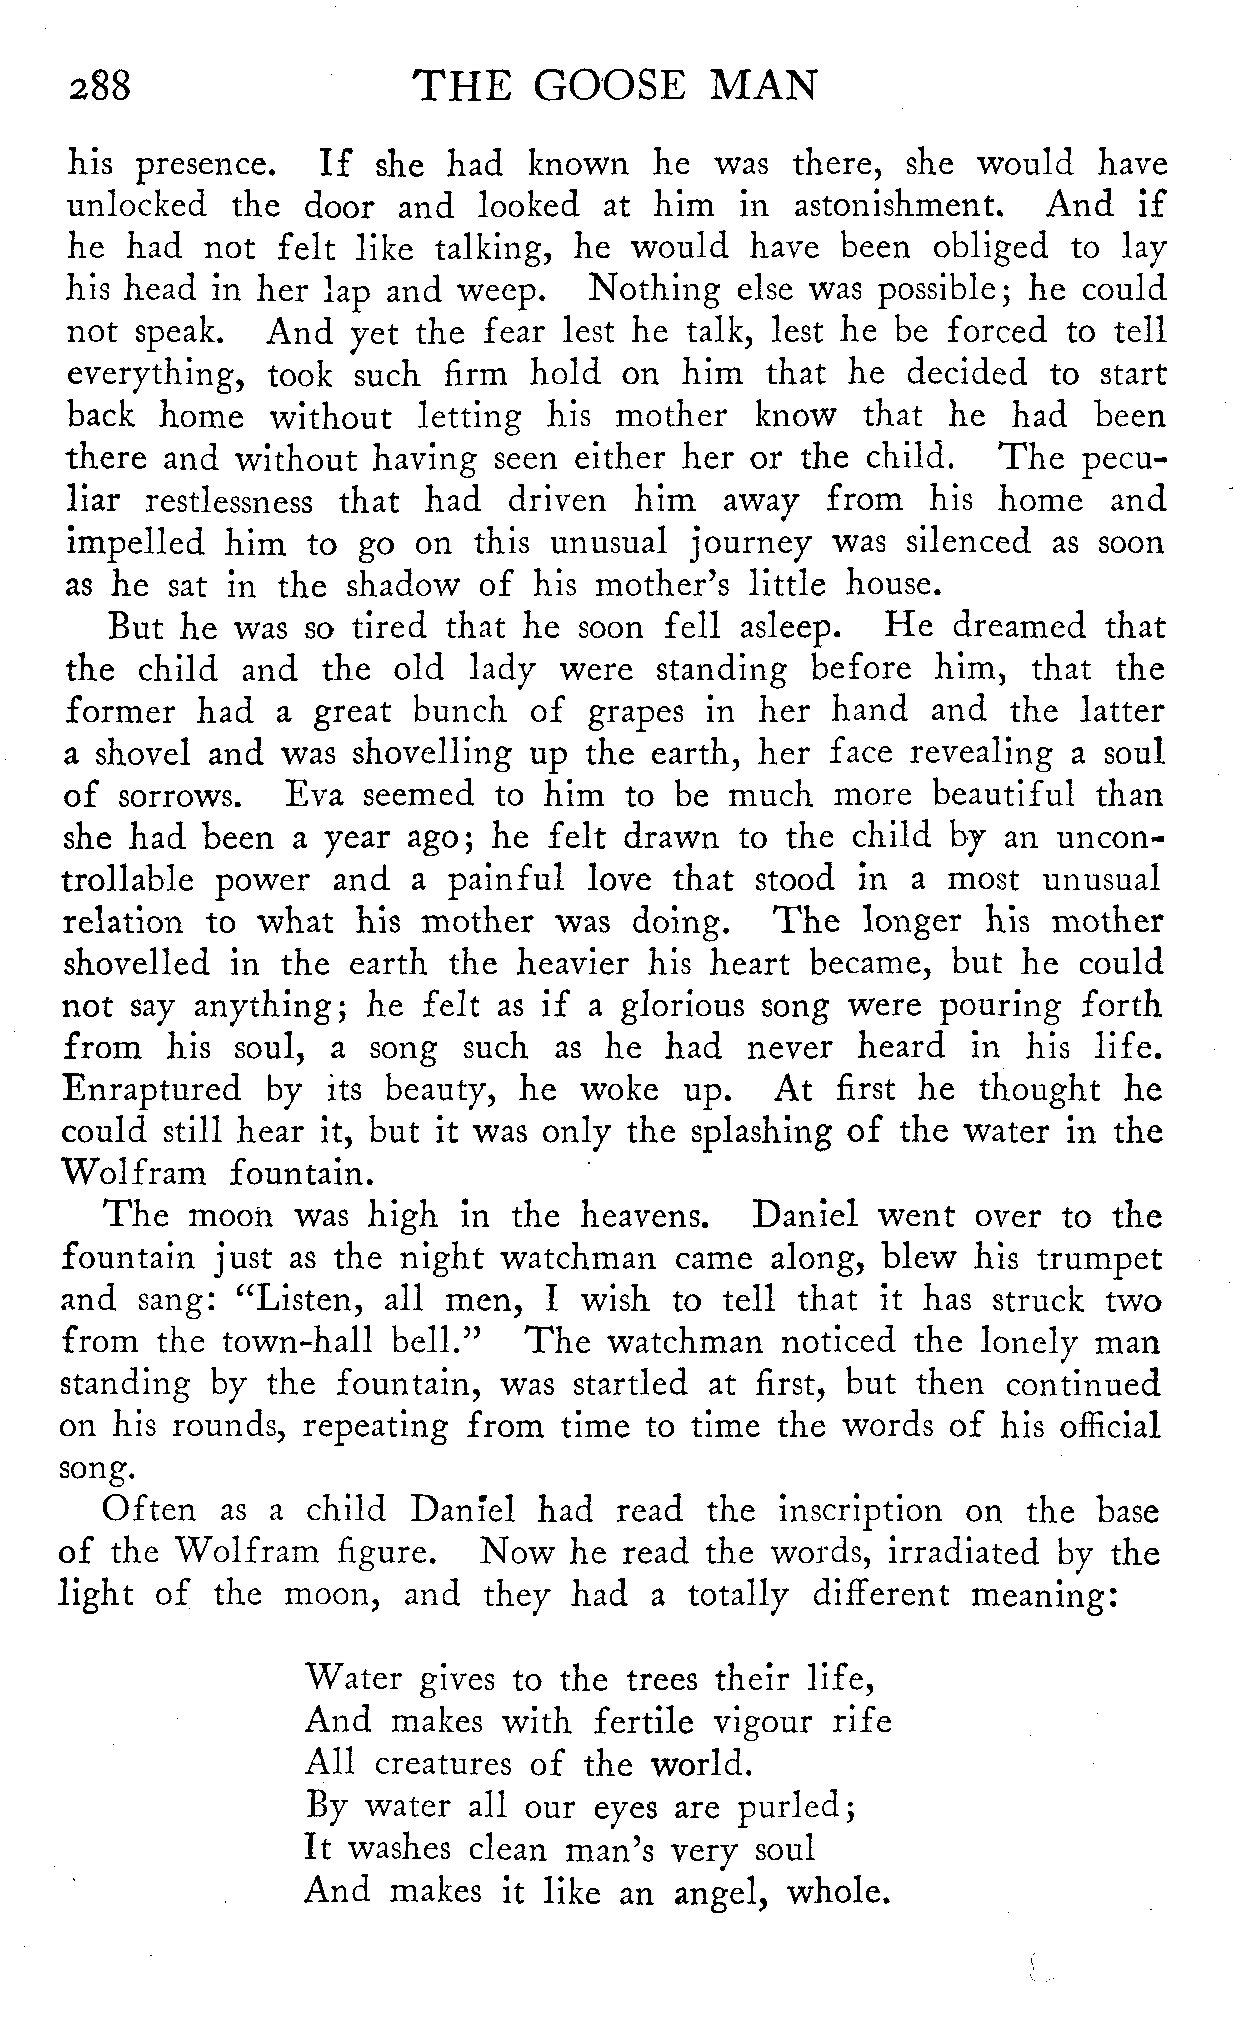 288 THE GOOSE MAN
his presence. If she had known he was there, she would have
unlocked the door and looked at him in astonishment. And if
he had not felt like talking, he would have been obliged to lay
his head in her lap and weep. Nothing else was possible; he could
not speak. And yet the fear lest he talk, lest he be forced to tell
everything, took such firm hold on him that he decided to start
back home without letting his mother know that he had been
there and without having seen either her or the child. The pecu-
liar restlessness that had driven him away from his home and
impelled him to go on this unusual journey was silenced as soon
as he sat in the shadow of his mother's little house.
But he was so tired that he soon fell asleep. He dreamed that
the child and the old lady were standing before him, that the
former had a great bunch of grapes in her hand and the latter
a shovel and was shovelling up the earth, her face revealing a soul
of sorrows. Eva seemed to him to be much more beautiful than
she had been a year ago; he felt drawn to the child by an uncon-
trollable power and a painful love that stood in a most unusual
relation to what his mother was doing. The longer his mother
shovelled in the earth the heavier his heart became, but he could
not say anything; he felt as if a glorious song were pouring forth
from his soul, a song such as he had never heard in his life.
Enraptured by its beauty, he woke up. At first he thought he
could still hear it, but it was only the splashing of the water in the
Wolfram fountain.
The moon was high in the heavens. Daniel went over to the
fountain just as the night watchman came along, blew his trumpet
and sang: "Listen, all men, I wish to tell that it has struck two
from the town-hall bell." The watchman noticed the lonely man
standing by the fountain, was startled at first, but then continued
on his rounds, repeating from time to time the words of his official
song.
Often as a child Daniel had read the inscription on the base
of the Wolfram figure. Now he read the words, irradiated by the
light of the moon, and they had a totally different meaning:
Water gives to the trees their life,
And makes with fertile vigour rife
All creatures of the world.
By water all our eyes are purled;
It washes clean man's very soul
And makes it like an angel, whole.